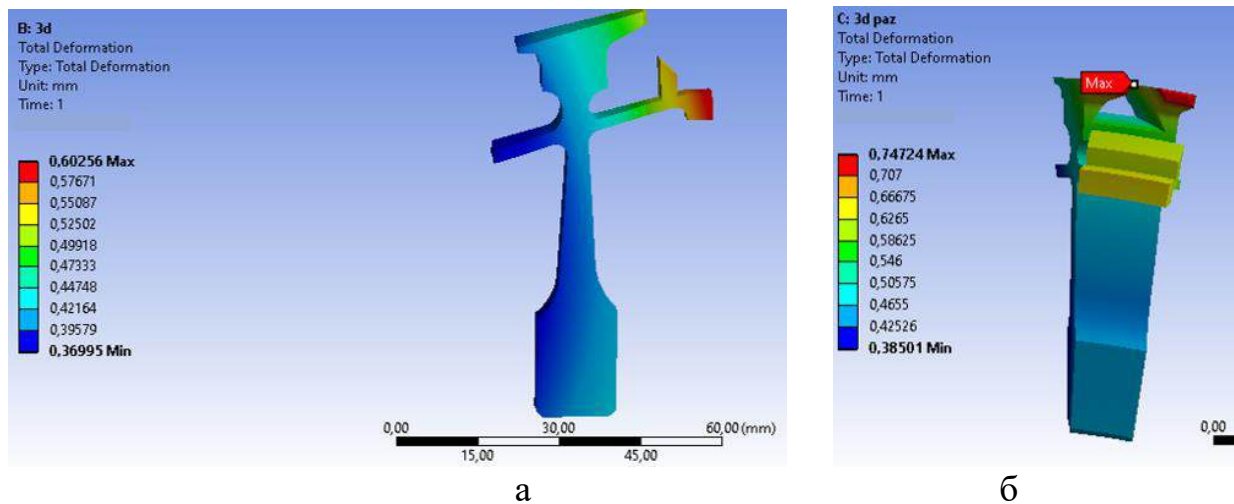 B: 3d
Total Deformation
Type: Total Deformation
Unit: mm
Time: 1
0,60256 Max
0,57671
0,55087
0,52502
0,49918
0,47333
0,44748
0,42164
0,39579
0,36995 Min
0,00 30,00 60,00 (mm)
15,00 45,00
а
C: 3d paz
Total Deformation
Type: Total Deformation
Unit: mm
Time: 1
Max
0,74724 Max
0,707
0,66675
0,6265
0,58625
0,546
0,50575
0,4655
0,42526
0,38501 Min
0,00
б